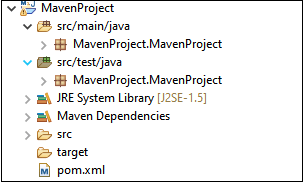 MavenProject
src/main/java
MavenProject.MavenProject
src/test/java
MavenProject.MavenProject
JRE System Library [J2SE-1.5]
Maven Dependencies
src
target
pom.xml